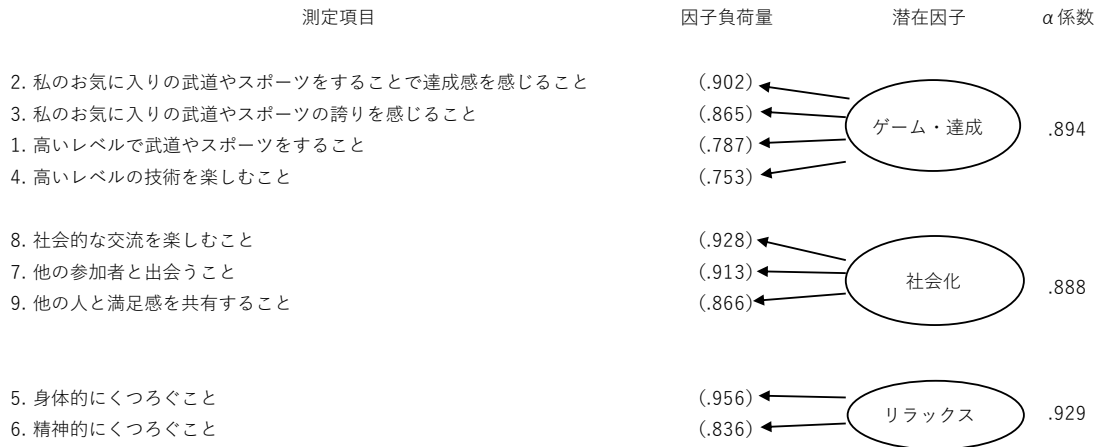 測定項目 因子負荷量 潜在因子 α係数
2. 私のお気に入りの武道やスポーツをすることで達成感を感じること (.902)
3. 私のお気に入りの武道やスポーツの誇りを感じること (.865)
ゲーム・達成 .894
1. 高いレベルで武道やスポーツをすること (.787)
4. 高いレベルの技術を楽しむこと (.753)
8. 社会的な交流を楽しむこと (.928)
7. 他の参加者と出会うこと (.913)
社会化 .888
9. 他の人と満足感を共有すること (.866)
5. 身体的にくつろぐこと (.956)
リラックス .929
6. 精神的にくつろぐこと (.836)